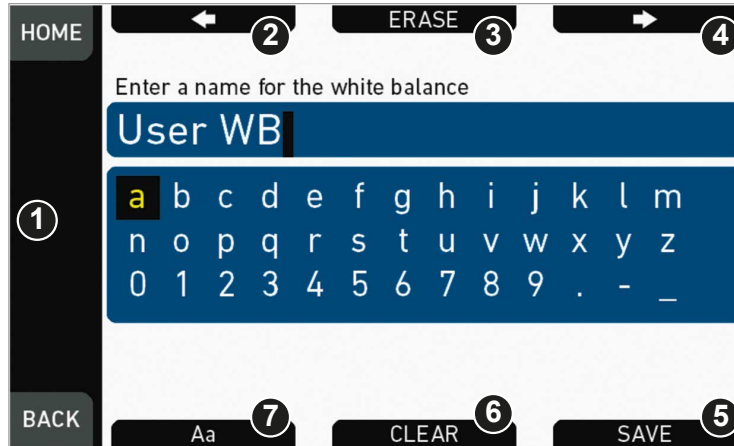 HOME
2
ERASE 3
4
Enter a name for the white balance
User WB
1
a b c d e f g h i j k l m
n o p q r s t u v w x y z
0 1 2 3 4 5 6 7 8 9 . - _
BACK
Aa 7
CLEAR 6
SAVE 5